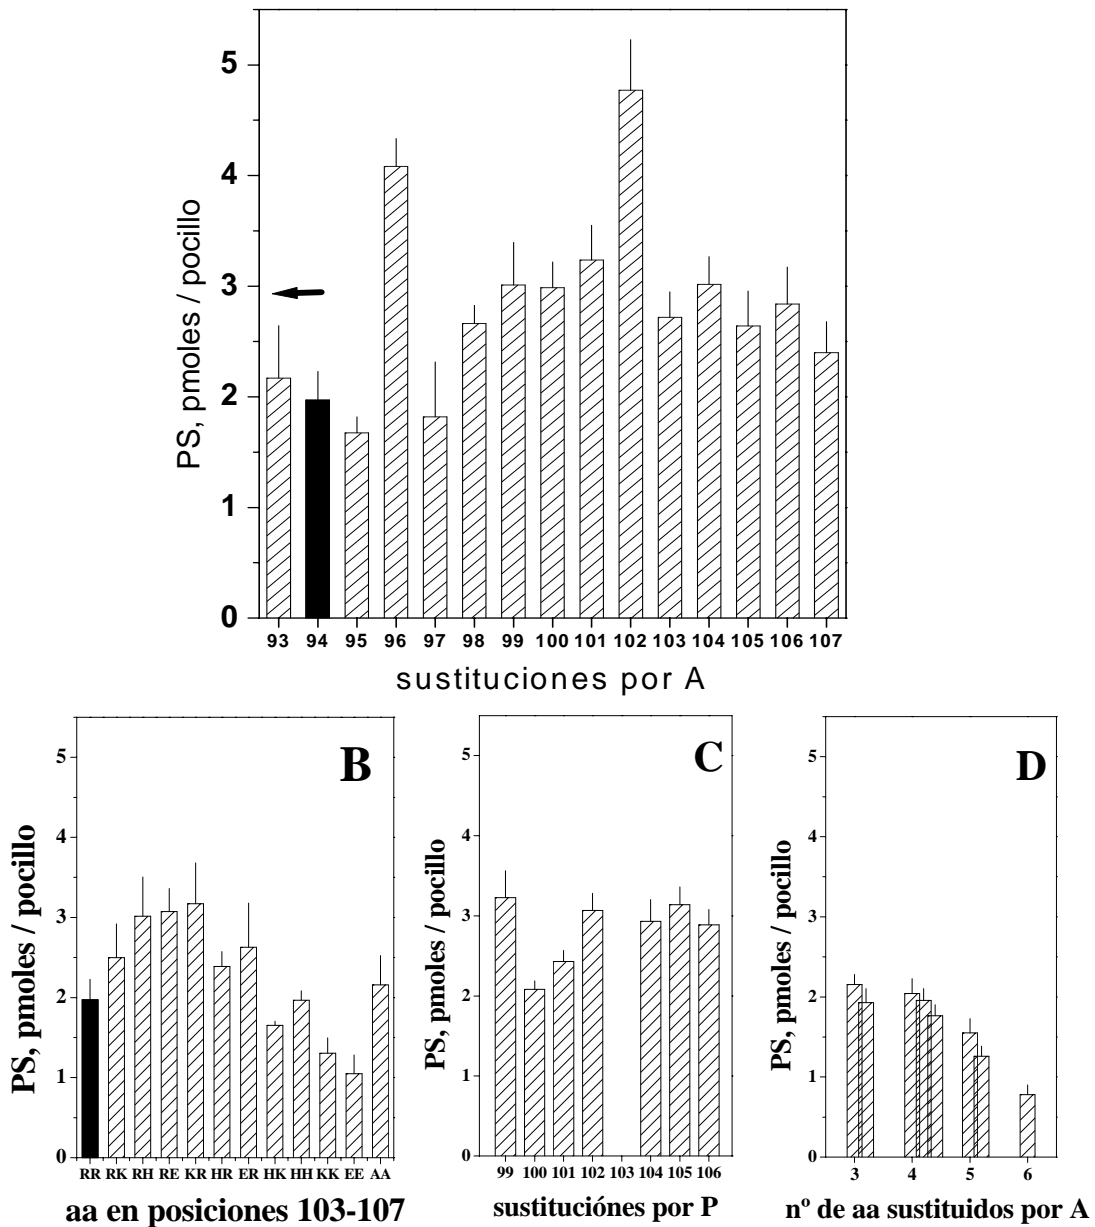 5
4
3
2
1
0
PS, pmoles / pocillo
93 94 95 96 97 98 99 100 101 102 103 104 105 106 107
sustituciones por A
B
5
4
3
2
1
0
PS, pmoles / pocillo
RR RK RH RE KR HR ER HK HH KK EE AA
aa en posiciones 103-107
C
5
4
3
2
1
0
PS, pmoles / pocillo
99 100 101 102 103 104 105 106
sustituciónes por P
D
5
4
3
2
1
0
PS, pmoles / pocillo
3 4 5 6
nº de aa sustituidos por A